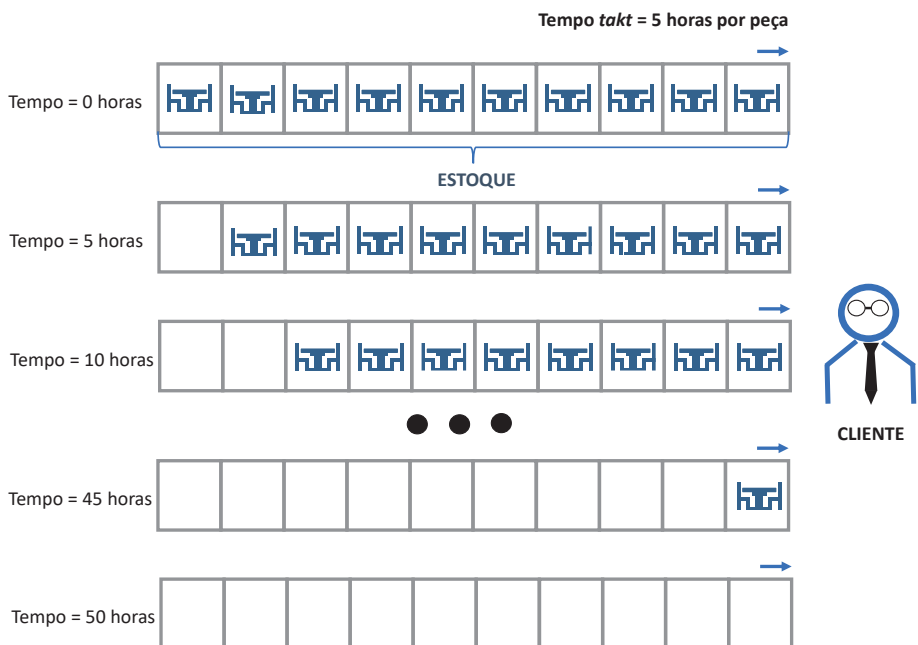 Tempo takt = 5 horas por peça
Tempo = 0 horas
ESTOQUE
Tempo = 5 horas
Tempo = 10 horas
CLIENTE
Tempo = 45 horas
Tempo = 50 horas